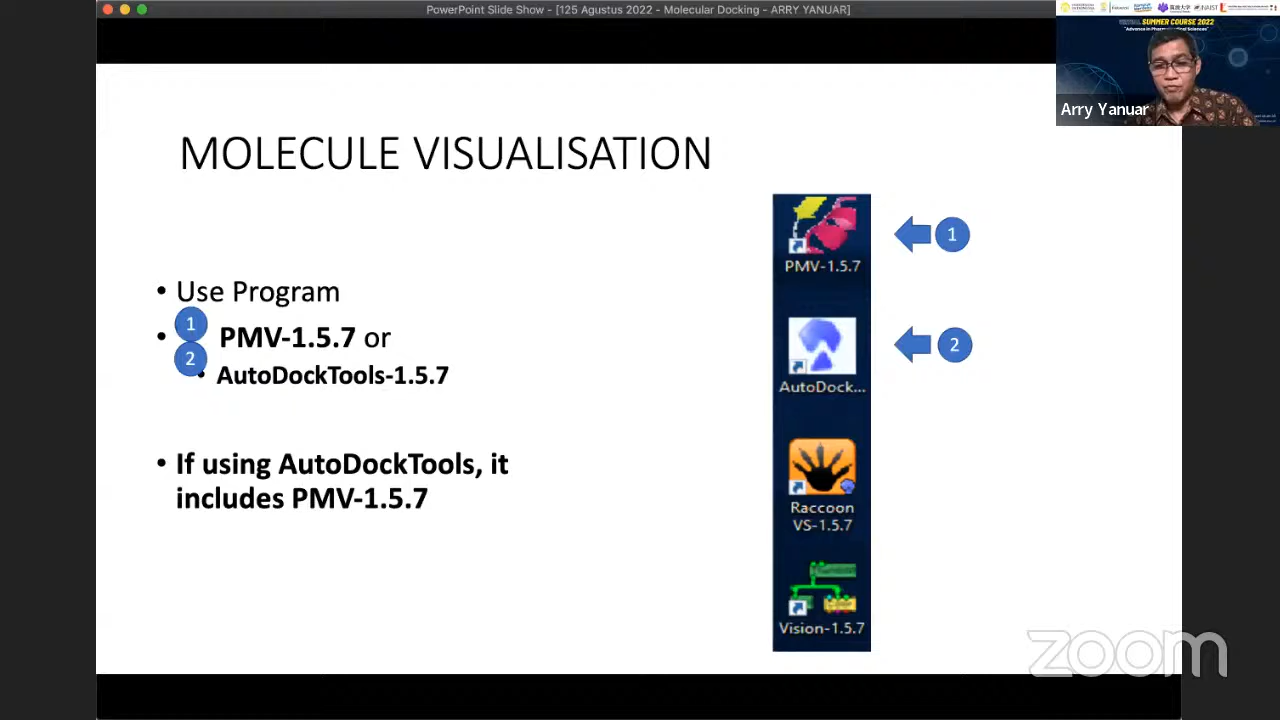 PowerPoint Slide Show - [125 Agustus 2022 - Molecular Docking - ARRY YANUAR]
VIRTUAL SUMMER COURSE 2022
Arry Yanuar
MOLECULE VISUALISATION
• Use Program
• 1 PMV-1.5.7 or
2 • AutoDockTools-1.5.7
• If using AutoDockTools, it
includes PMV-1.5.7
PMV-1.5.7
1
AutoDock...
2
Raccoon
VS-1.5.7
Vision-1.5.7
zoom